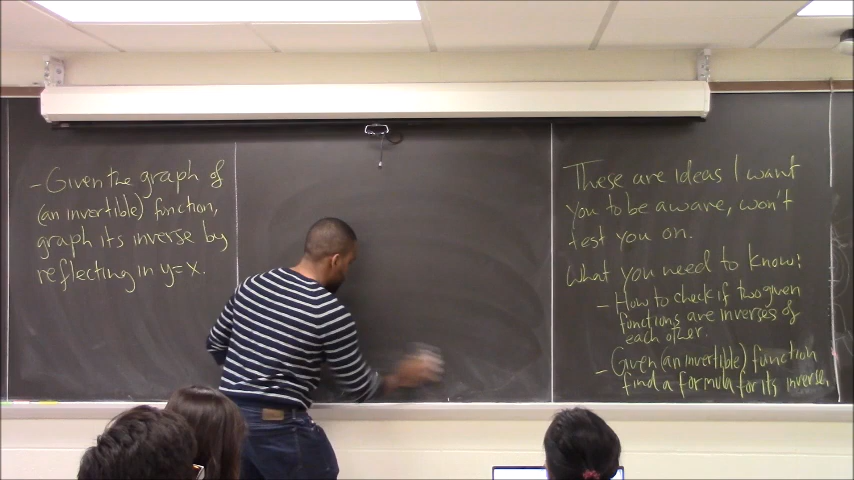 - Given the graph of
(an invertible) function,
graph its inverse by
reflecting in y=x.
These are ideas I want
you to be aware, won't
test you on.
What you need to know:
- How to check if two given
functions are inverses of
each other.
- Given (an invertible) function
find a formula for its inverse.